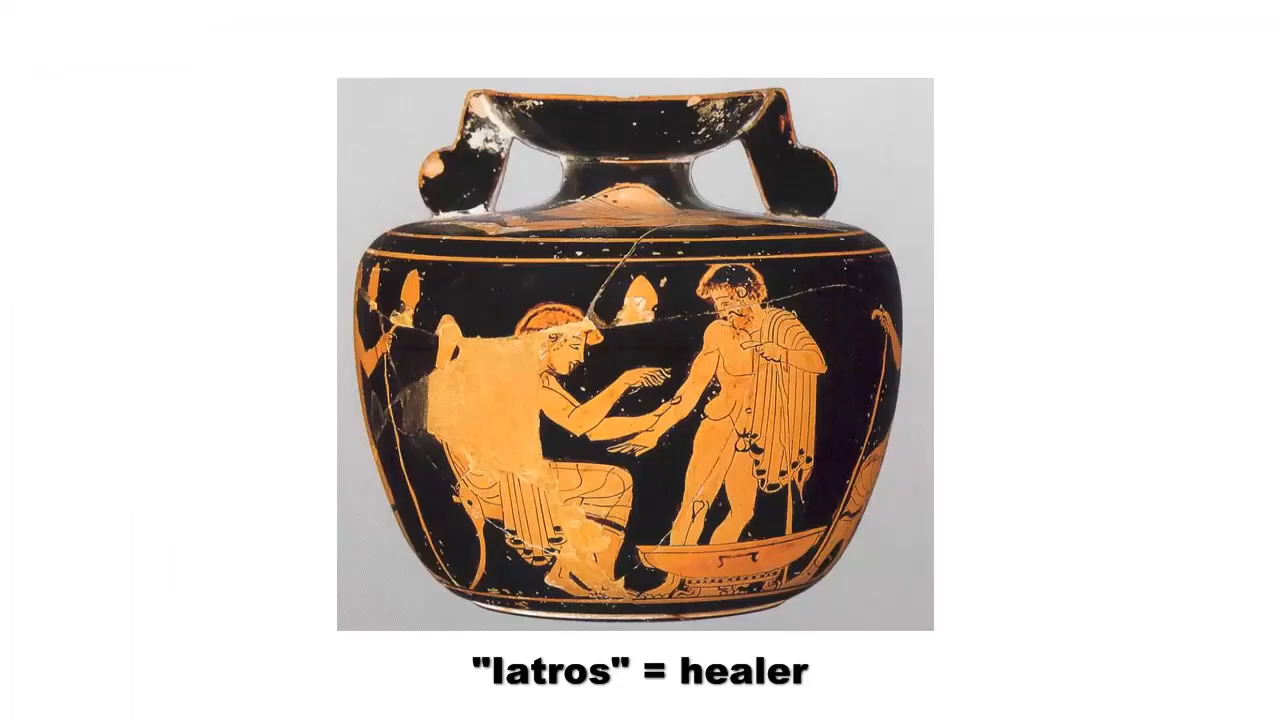 "Iatros" = healer